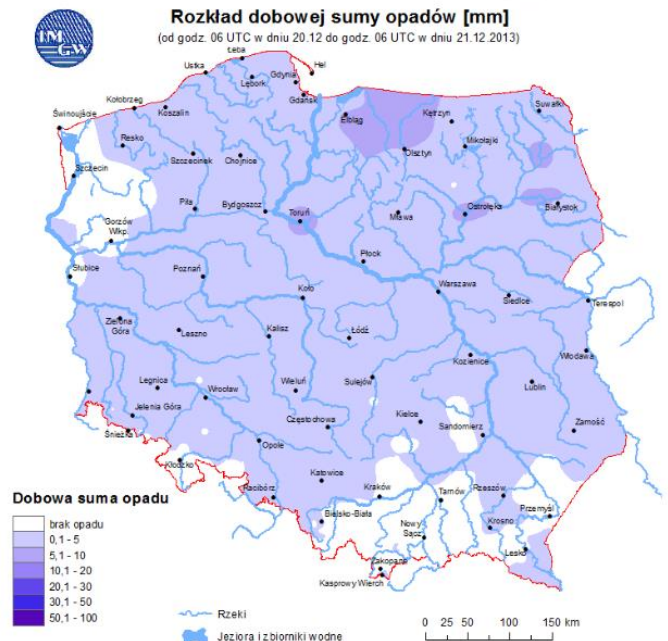 IM
GW
Rozkład dobowej sumy opadów [mm]
(od godz. 06 UTC w dniu 20.12 do godz. 06 UTC w dniu 21.12.2013)
Łeba
Ustka
Hel
Lębork
Gdynia
Gdańsk
Kołobrzeg
Koszalin
Świnoujście
Elbląg
Kętrzyn
Suwałki
Resko
Szczecinek
Chojnice
Olsztyn
Mikołajki
Szczecin
Piła
Bydgoszcz
Toruń
Mława
Ostrołęka
Białystok
Gorzów
Wlkp.
Płock
Słubice
Poznań
Koło
Warszawa
Siedlce
Terespol
Zielona
Góra
Leszno
Kalisz
Łódź
Kozienice
Włodawa
Legnica
Wrocław
Wieluń
Sulejów
Lublin
Jelenia Góra
Śnieżka
Częstochowa
Kielce
Sandomierz
Zamość
Opole
Kłodzko
Katowice
Racibórz
Kraków
Tarnów
Rzeszów
Przemyśl
Bielsko-Biała
Nowy
Sącz
Krosno
Lesko
Zakopane
Kasprowy Wierch
Dobowa suma opadu
brak opadu
0,1 - 5
5,1 - 10
10,1 - 20
20,1 - 30
30,1 - 50
50,1 - 100
Rzeki
Jeziora i zbiorniki wodne
0 25 50 100 150 km